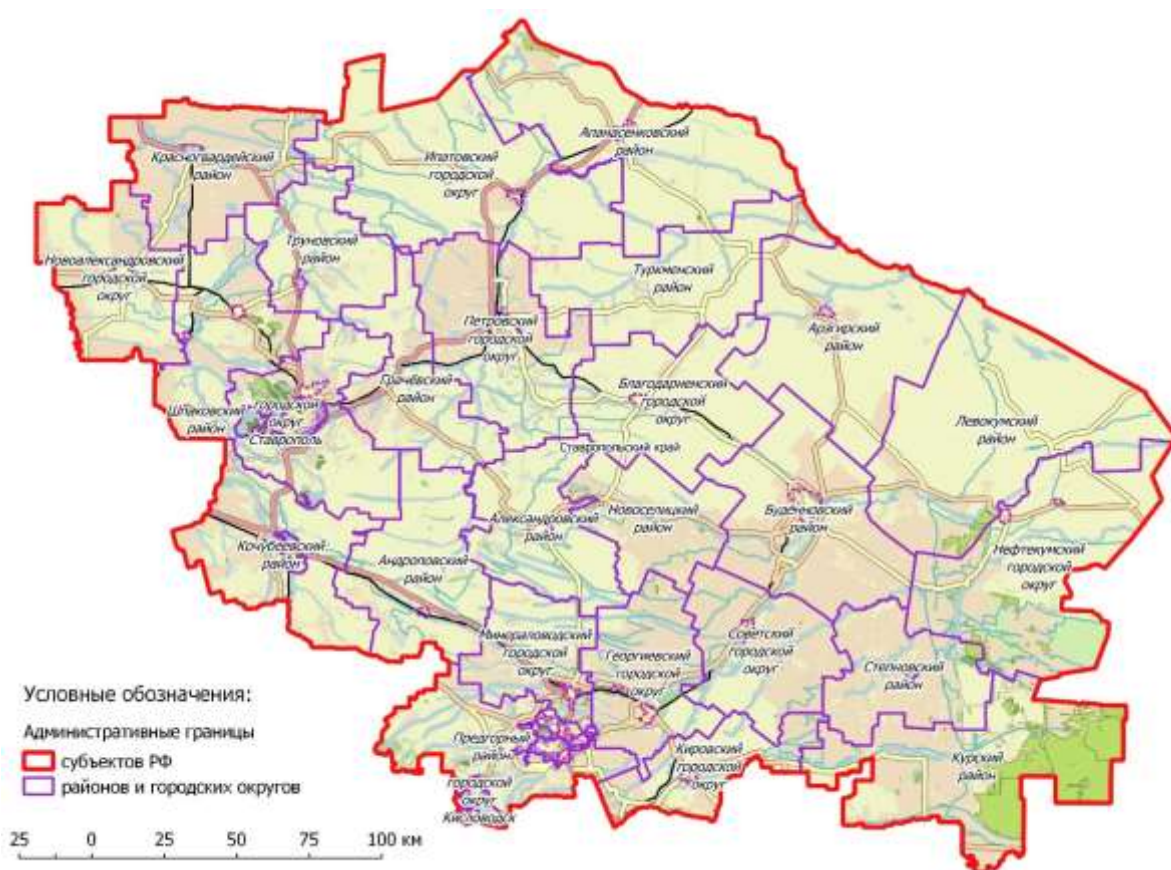 Апанасенковский
район
Красногвардейский
район
Ипатовский
городской
округ
Труновский
район
Новоалександровский
городской
округ
Туркменский
район
Петровский
городской
округ
Арзгирский
район
Грачёвский
район
Благодарненский
городской
округ
Шпаковский
район
городской
округ
Ставрополь
Левокумский
район
Ставропольский край
Александровский
район
Новоселицкий
район
Буденновский
район
Кочубеевский
район
Андроповский
район
Нефтекумский
городской
округ
Минераловодский
городской
округ
Георгиевский
городской
округ
Советский
городской
округ
Степновский
район
Предгорный
район
Кировский
городской
округ
Курский
район
городской
округ
Кисловодск
Условные обозначения:
Административные границы
субъектов РФ
районов и городских округов
25 0 25 50 75 100 км